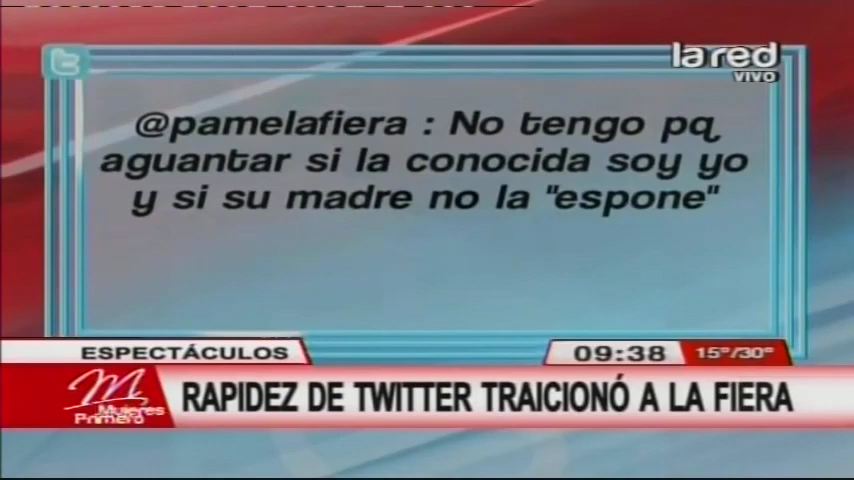 la red
VIVO
@pamelafiera : No tengo pq
aguantar si la conocida soy yo
y si su madre no la "espone"
ESPECTÁCULOS
09:38
15°/30°
M
Mujeres
Primero
RAPIDEZ DE TWITTER TRAICIONÓ A LA FIERA